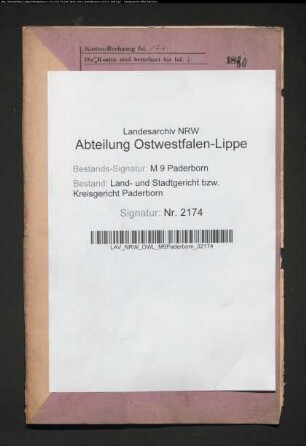 Kosten-Rechnung fol.
Die Kosten sind berechnet bis fol.
1880
Landesarchiv NRW
Abteilung Ostwestfalen-Lippe
Bestands-Signatur: M 9 Paderborn
Bestand: Land- und Stadtgericht bzw.
Kreisgericht Paderborn
Signatur: Nr. 2174
LAV_NRW_OWL_M9Paderborn_02174